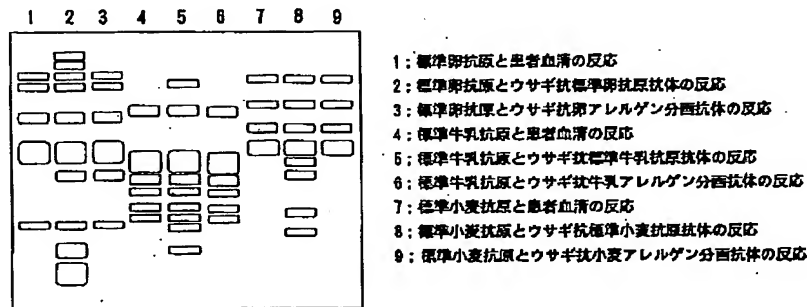 1 2 3 4 5 6 7 8 9
1；標準卵抗原と患者血清の反応
2；標準卵抗原とウサギ抗標準卵抗原抗体の反応
3；標準卵抗原とウサギ抗卵アレルゲン分画抗体の反応
4；標準牛乳抗原と患者血清の反応
5；標準牛乳抗原とウサギ抗標準牛乳抗原抗体の反応
6；標準牛乳抗原とウサギ抗牛乳アレルゲン分画抗体の反応
7；標準小麦抗原と患者血清の反応
8；標準小麦抗原とウサギ抗標準小麦抗原抗体の反応
9；標準小麦抗原とウサギ抗小麦アレルゲン分画抗体の反応